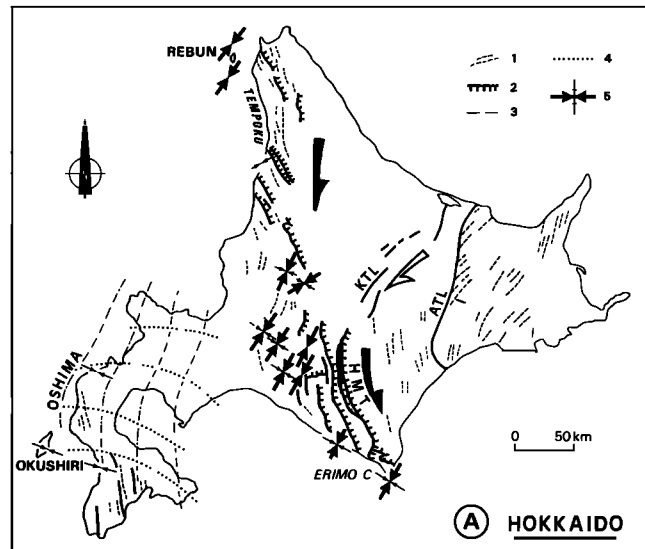 REBUN
1
4
2
5
3
TEMPOKU
KTL
ATL
HMT
OSHIMA
OKUSHIRI
0 50km
ERIMO C
A HOKKAIDO